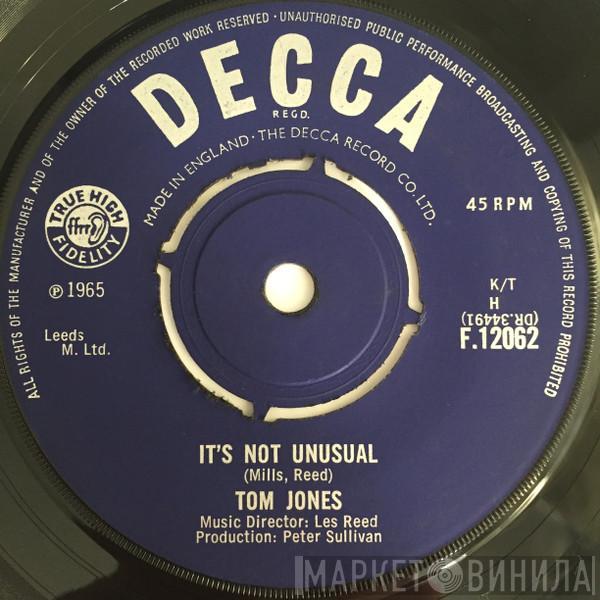 ALL RIGHTS OF THE MANUFACTURER AND OF THE OWNER OF THE RECORDED WORK RESERVED · UNAUTHORISED PUBLIC PERFORMANCE BROADCASTING AND COPYING OF THIS RECORD PROHIBITED
DECCA
REGD.
MADE IN ENGLAND · THE DECCA RECORD CO. LTD.
TRUE HIGH
ffrr
FIDELITY
℗ 1965
Leeds
M. Ltd.
45 RPM
K/T
H
(DR.34491)
F.12062
IT'S NOT UNUSUAL
(Mills, Reed)
TOM JONES
Music Director: Les Reed
Production: Peter Sullivan
МАРКЕТ ВИНИЛА